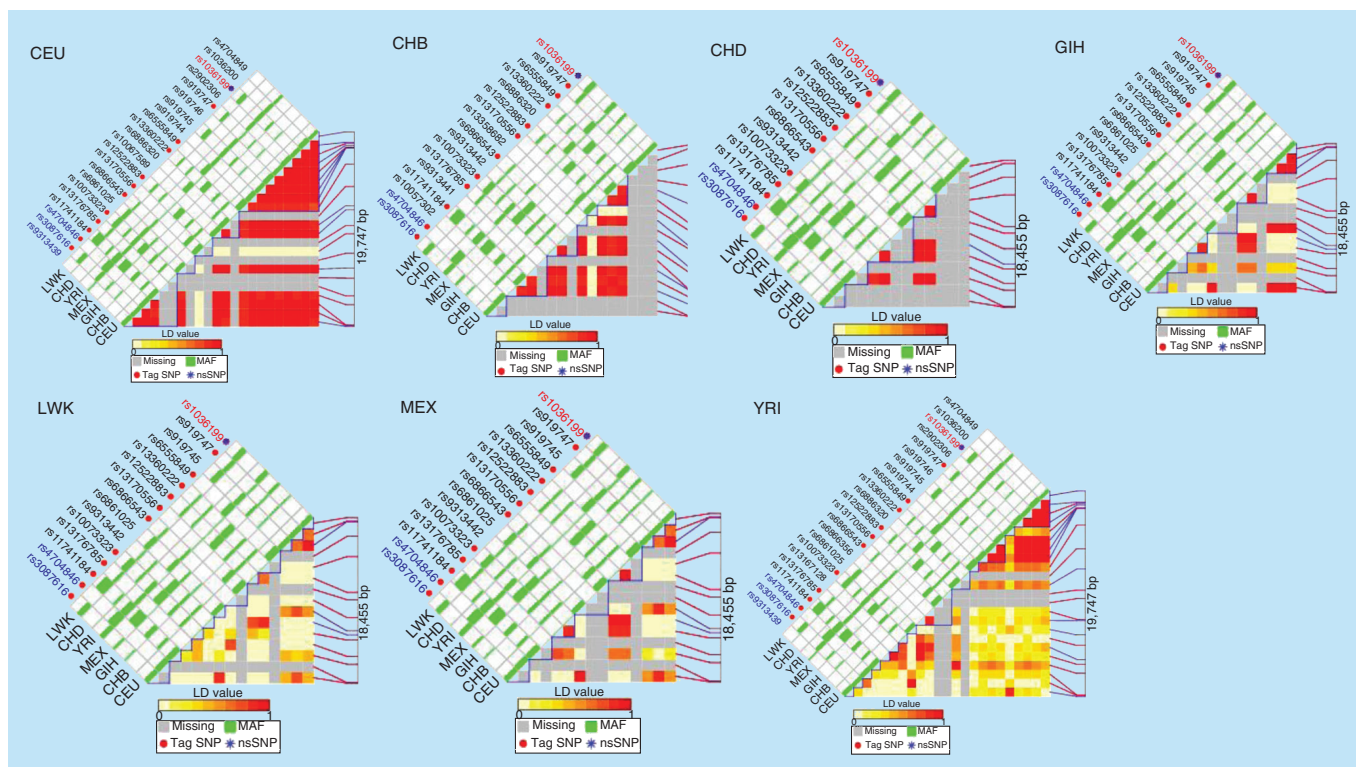 CEU
rs4704849
rs1036200
rs1036199
rs2902306
rs919747
rs919746
rs919745
rs919744
rs6555849
rs13360222
rs6886320
rs10067589
rs12522883
rs13170556
rs6866543
rs6861025
rs10073323
rs13176785
rs11741184
rs4704846
rs3087616
rs9313439
LWK
CHD
YRI
MEX
GIH
CHB
CEU
19,747 bp
LD value
0 1
Missing MAF
Tag SNP nsSNP
CHB
rs1036199
rs919747
rs6555849
rs13360222
rs6886320
rs12522883
rs13170556
rs13358682
rs6866543
rs9313442
rs10073323
rs13176785
rs9313441
rs11741184
rs10057302
rs4704846
rs3087616
LWK
CHD
YRI
MEX
GIH
CHB
CEU
LD value
0 1
Missing MAF
Tag SNP nsSNP
CHD
rs1036199
rs919747
rs6555849
rs13360222
rs12522883
rs13170556
rs6866543
rs9313442
rs10073323
rs13176785
rs11741184
rs4704846
rs3087616
LWK
CHD
YRI
MEX
GIH
CHB
CEU
18,455 bp
LD value
0 1
Missing MAF
Tag SNP nsSNP
GIH
rs1036199
rs919747
rs919745
rs6555849
rs13360222
rs12522883
rs13170556
rs6866543
rs6861025
rs9313442
rs10073323
rs13176785
rs11741184
rs4704846
rs3087616
LWK
CHD
YRI
MEX
GIH
CHB
CEU
18,455 bp
LD value
0 1
Missing MAF
Tag SNP nsSNP
LWK
rs1036199
rs919747
rs919745
rs6555849
rs13360222
rs12522883
rs13170556
rs6866543
rs6861025
rs9313442
rs10073323
rs13176785
rs11741184
rs4704846
rs3087616
LWK
CHD
YRI
MEX
GIH
CHB
CEU
18,455 bp
LD value
0 1
Missing MAF
Tag SNP nsSNP
MEX
rs1036199
rs919747
rs919745
rs6555849
rs13360222
rs12522883
rs13170556
rs6866543
rs6861025
rs9313442
rs10073323
rs13176785
rs11741184
rs4704846
rs3087616
LWK
CHD
YRI
MEX
GIH
CHB
CEU
18,455 bp
LD value
0 1
Missing MAF
Tag SNP nsSNP
YRI
rs4704849
rs1036200
rs1036199
rs2902306
rs919747
rs919746
rs919745
rs919744
rs6555849
rs13360222
rs6886320
rs12522883
rs13170556
rs6866543
rs6866356
rs6861025
rs10073323
rs13167128
rs13176785
rs11741184
rs4704846
rs3087616
rs9313439
LWK
CHD
YRI
MEX
GIH
CHB
CEU
19,747 bp
LD value
0 1
Missing MAF
Tag SNP nsSNP